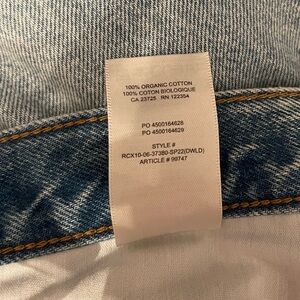 100% ORGANIC COTTON
100% COTON BIOLOGIQUE
CA 23725 RN 122354
PO 4500164628
PO 4500164629
STYLE #
RCX10-06-37380-SP22(DWLD)
ARTICLE # 99747